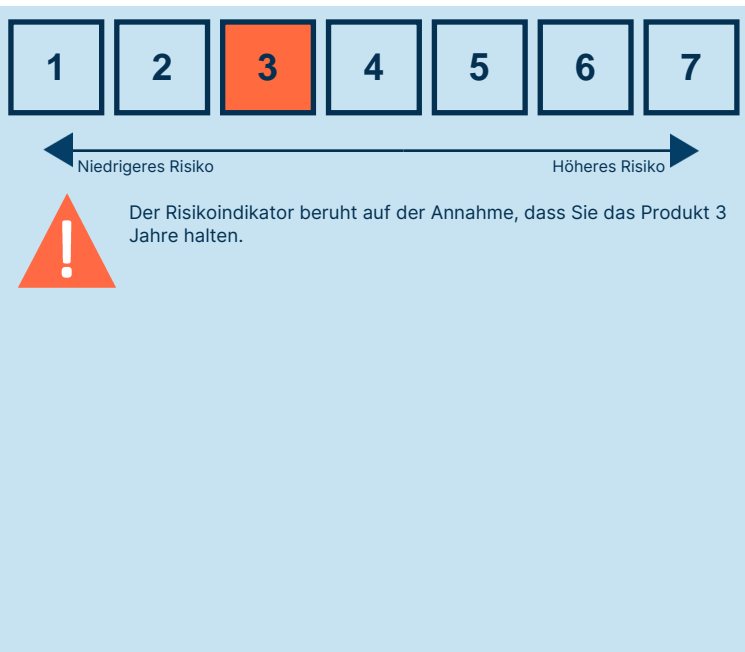 1 2 3 4 5 6 7
Niedrigeres Risiko Höheres Risiko
Der Risikoindikator beruht auf der Annahme, dass Sie das Produkt 3
Jahre halten.